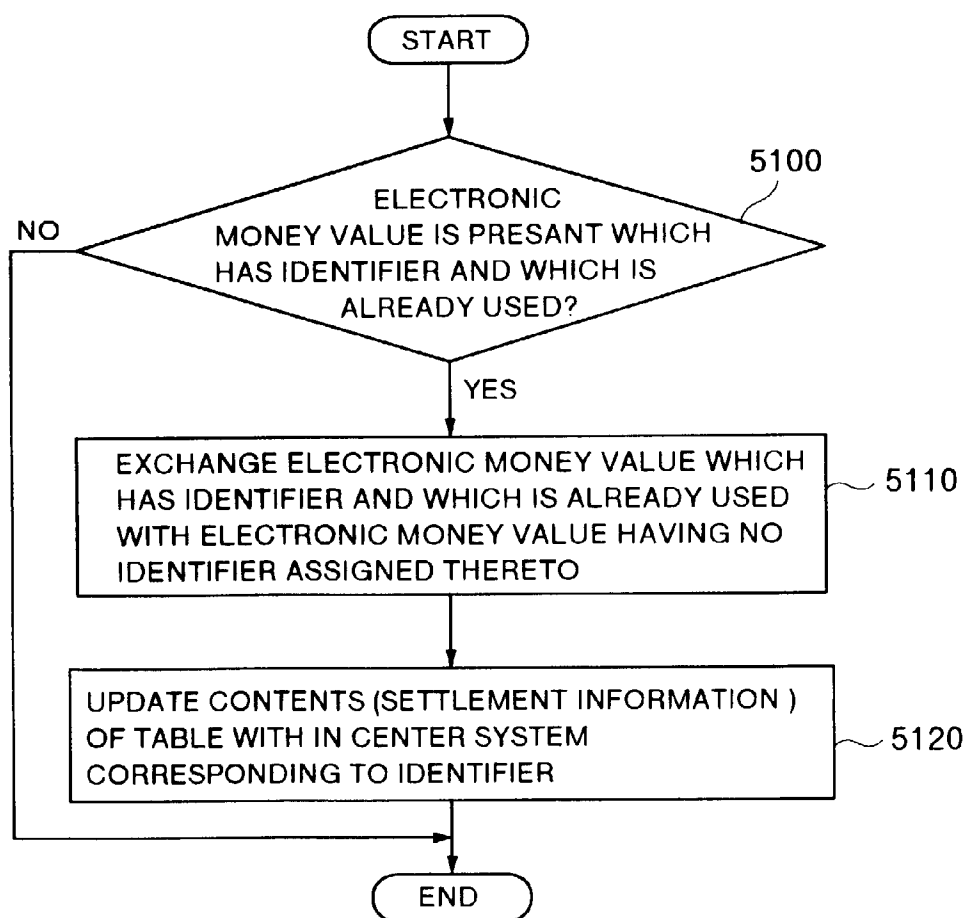 START
5100
ELECTRONIC
MONEY VALUE IS PRESANT WHICH
HAS IDENTIFIER AND WHICH IS
ALREADY USED?
NO
YES
EXCHANGE ELECTRONIC MONEY VALUE WHICH
HAS IDENTIFIER AND WHICH IS ALREADY USED
WITH ELECTRONIC MONEY VALUE HAVING NO
IDENTIFIER ASSIGNED THERETO
5110
UPDATE CONTENTS (SETTLEMENT INFORMATION )
OF TABLE WITH IN CENTER SYSTEM
CORRESPONDING TO IDENTIFIER
5120
END